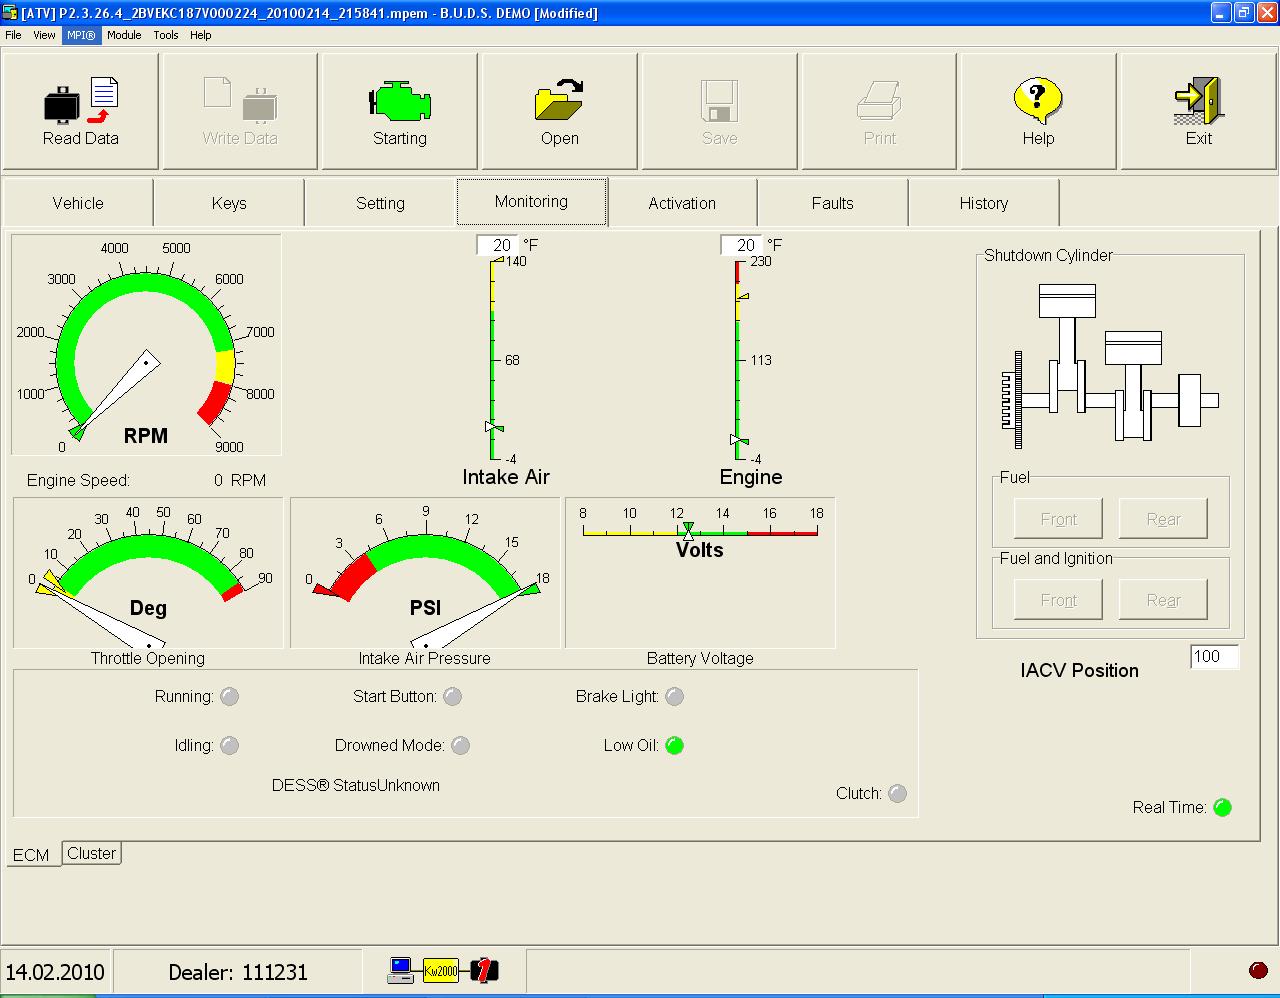 [ATV] P2.3.26.4_2BVEKC187V000224_20100214_215841.mpem - B.U.D.S. DEMO [Modified]
File View MPI® Module Tools Help
Read Data Write Data Starting Open Save Print Help Exit
Vehicle Keys Setting Monitoring Activation Faults History
0 1000 2000 3000 4000 5000 6000 7000 8000 9000
RPM
Engine Speed: 0 RPM
20 °F
140
68
-4
Intake Air
20 °F
230
113
-4
Engine
Shutdown Cylinder
Fuel
Front Rear
Fuel and Ignition
Front Rear
0 10 20 30 40 50 60 70 80 90
Deg
Throttle Opening
0 3 6 9 12 15 18
PSI
Intake Air Pressure
8 10 12 14 16 18
Volts
Battery Voltage
IACV Position 100
Running: Start Button: Brake Light:
Idling: Drowned Mode: Low Oil:
DESS® StatusUnknown
Clutch:
Real Time:
ECM Cluster
14.02.2010 Dealer: 111231 Kw2000 1